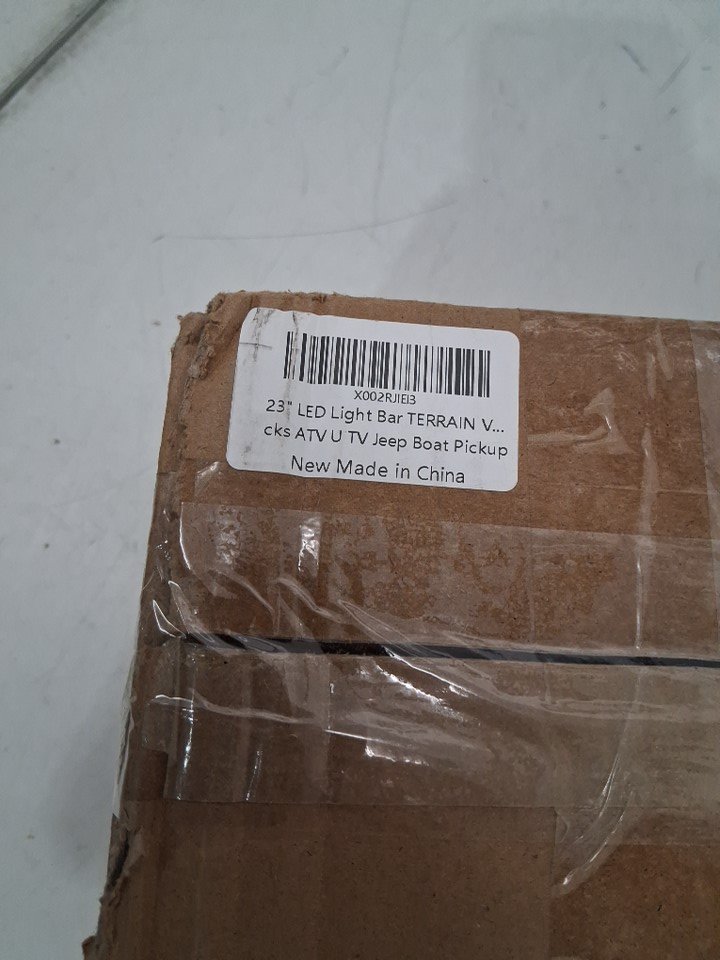 X002RJIEI3
23" LED Light Bar TERRAIN V...
cks ATV U TV Jeep Boat Pickup
New Made in China